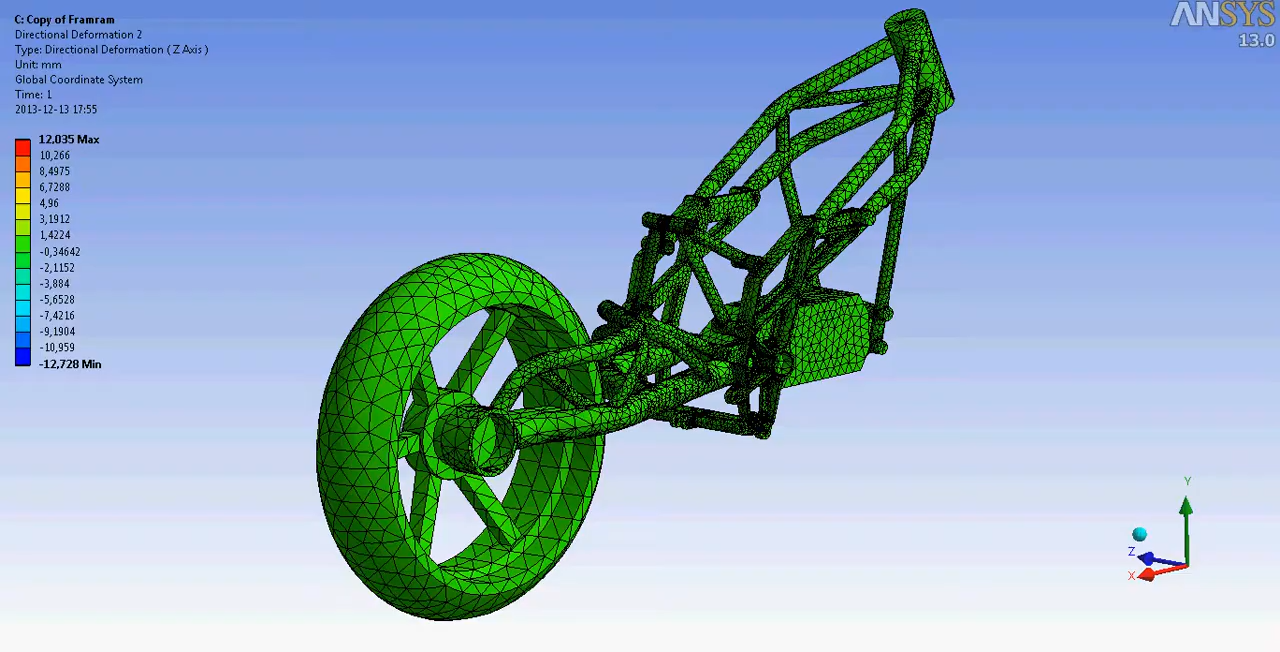 C: Copy of Framram
Directional Deformation 2
Type: Directional Deformation ( Z Axis )
Unit: mm
Global Coordinate System
Time: 1
2013-12-13 17:55
12,035 Max
10,266
8,4975
6,7288
4,96
3,1912
1,4224
-0,34642
-2,1152
-3,884
-5,6528
-7,4216
-9,1904
-10,959
-12,728 Min
ANSYS
13.0
Y
Z
X